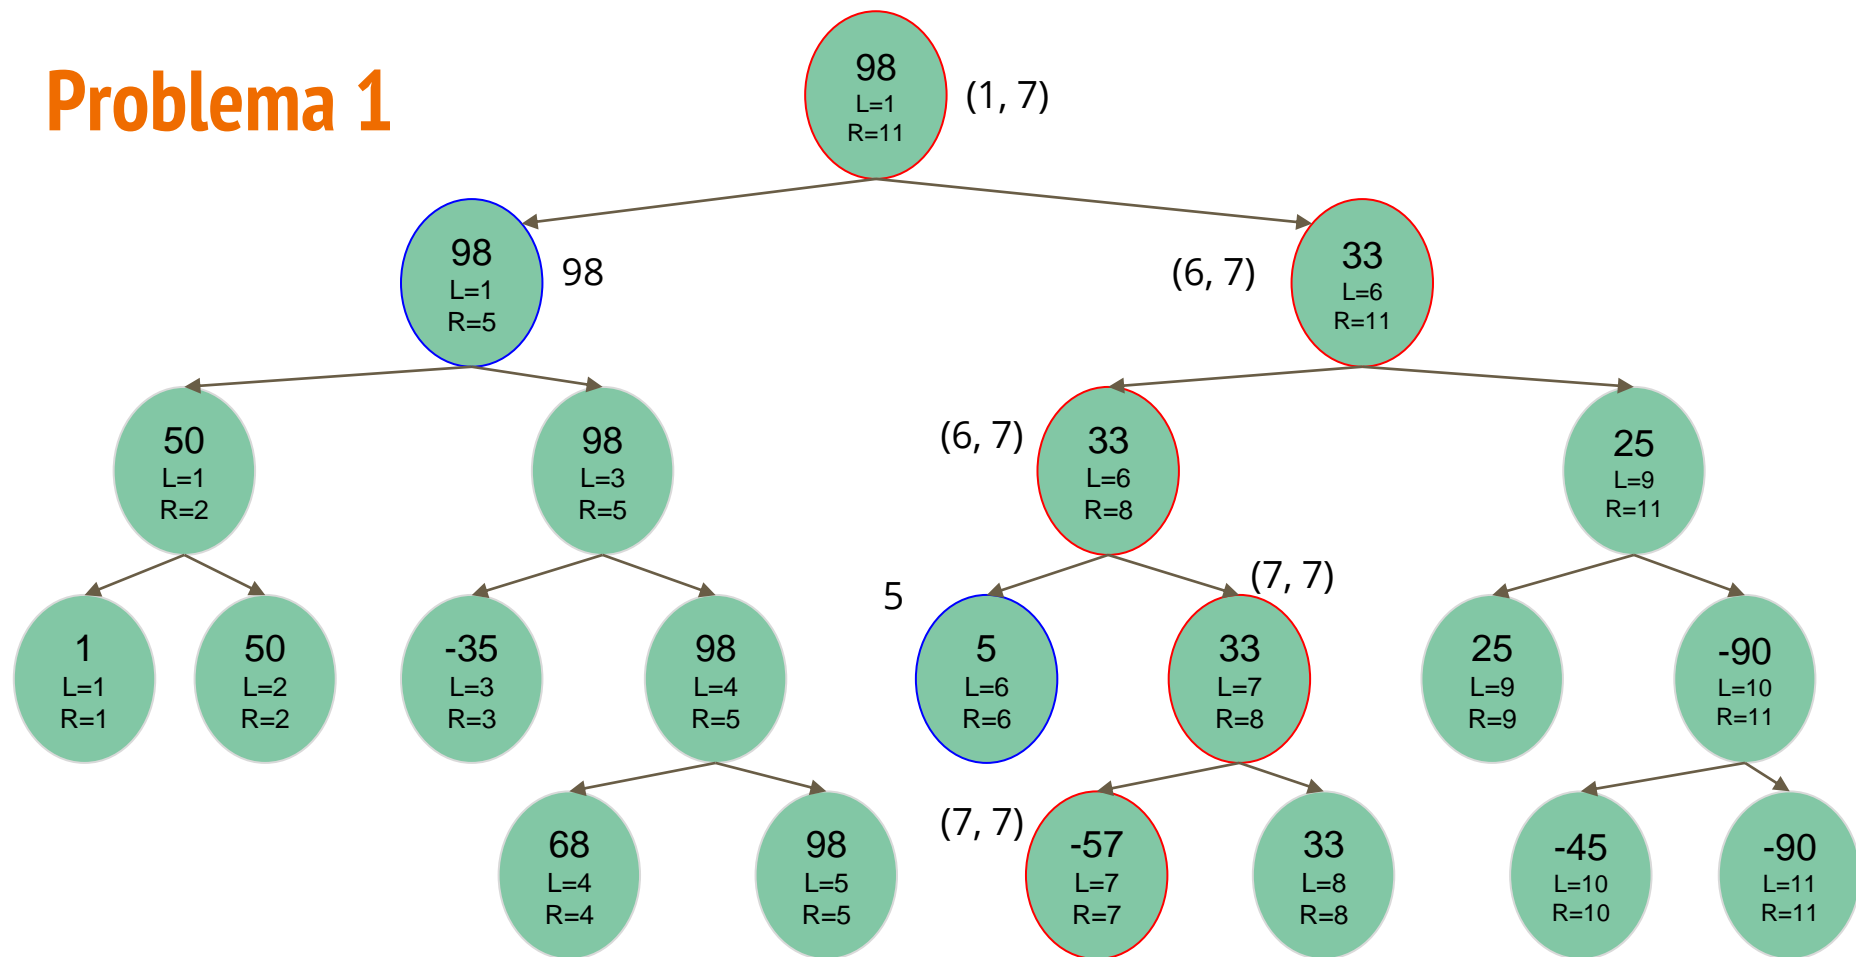 Problema 1
98
L=1
R=11
(1, 7)
98
L=1
R=5
98
(6, 7)
33
L=6
R=11
50
L=1
R=2
98
L=3
R=5
(6, 7)
33
L=6
R=8
25
L=9
R=11
1
L=1
R=1
50
L=2
R=2
-35
L=3
R=3
98
L=4
R=5
5
5
L=6
R=6
(7, 7)
33
L=7
R=8
25
L=9
R=9
-90
L=10
R=11
68
L=4
R=4
98
L=5
R=5
(7, 7)
-57
L=7
R=7
33
L=8
R=8
-45
L=10
R=10
-90
L=11
R=11